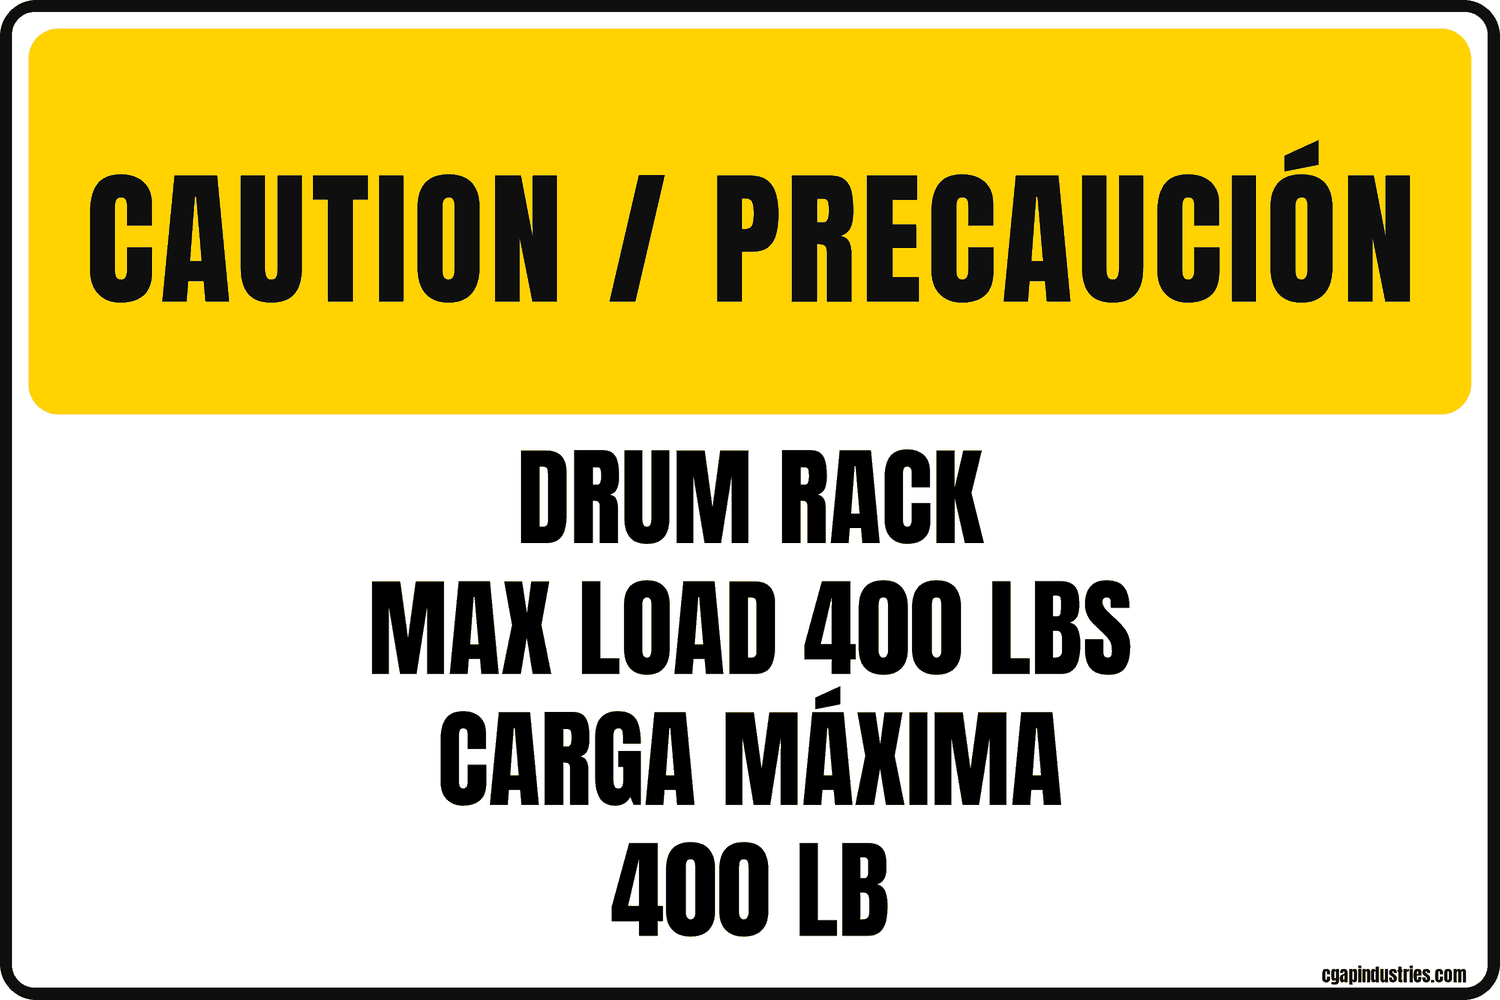 CAUTION / PRECAUCIÓN
DRUM RACK
MAX LOAD 400 LBS
CARGA MÁXIMA
400 LB
cgapindustries.com